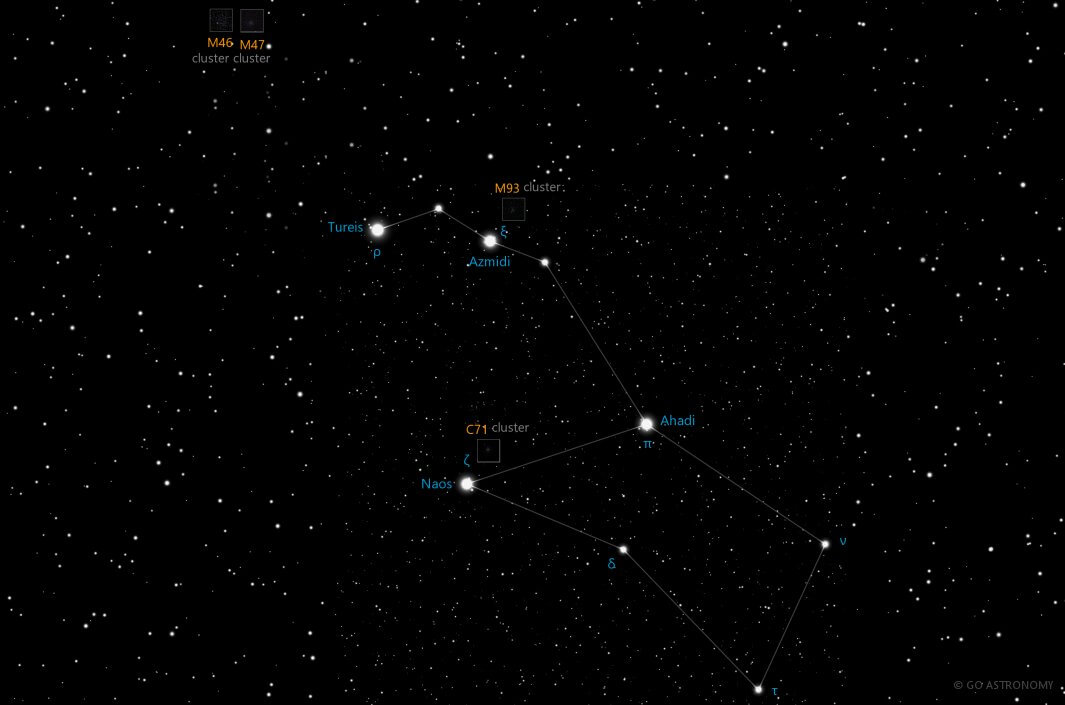 M46 M47
cluster cluster
M93 cluster
Tureis
ξ
ρ
Azmidi
Ahadi
C71 cluster
π
ζ
Naos
ν
δ
© GO ASTRONOMY
τ